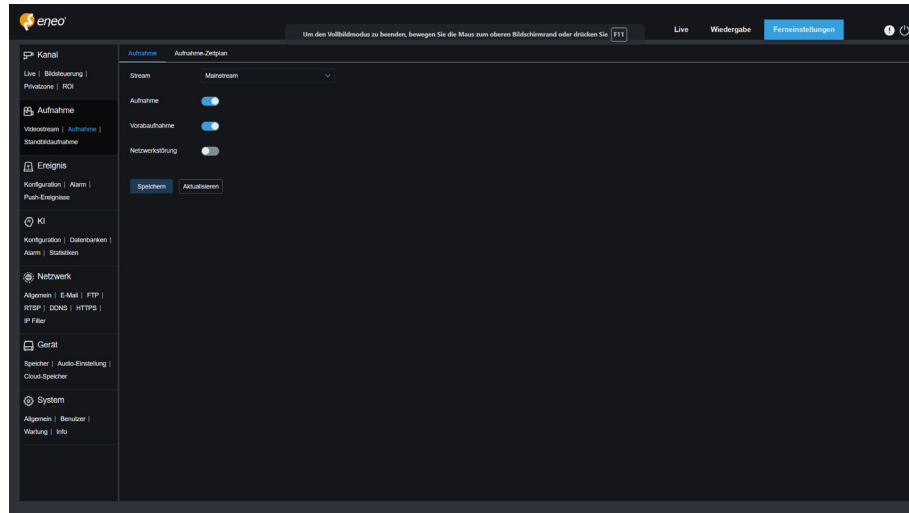 eneo
Um den Vollbildmodus zu beenden, bewegen Sie die Maus zum oberen Bildschirmrand oder drücken Sie F11
Live Wiedergabe Ferneinstellungen
Kanal
Live | Bildsteuerung |
Privatzone | ROI
Aufnahme
Videostream | Aufnahme |
Standbildaufnahme
Ereignis
Konfiguration | Alarm |
Push-Ereignisse
KI
Konfiguration | Datenbanken |
Alarm | Statistiken
Netzwerk
Allgemein | E-Mail | FTP |
RTSP | DDNS | HTTPS |
IP Filter
Gerät
Speicher | Audio-Einstellung |
Cloud-Speicher
System
Allgemein | Benutzer |
Wartung | Info
Aufnahme Aufnahme-Zeitplan
Stream Mainstream
Aufnahme
Vorabaufnahme
Netzwerkstörung
Speichern Aktualisieren